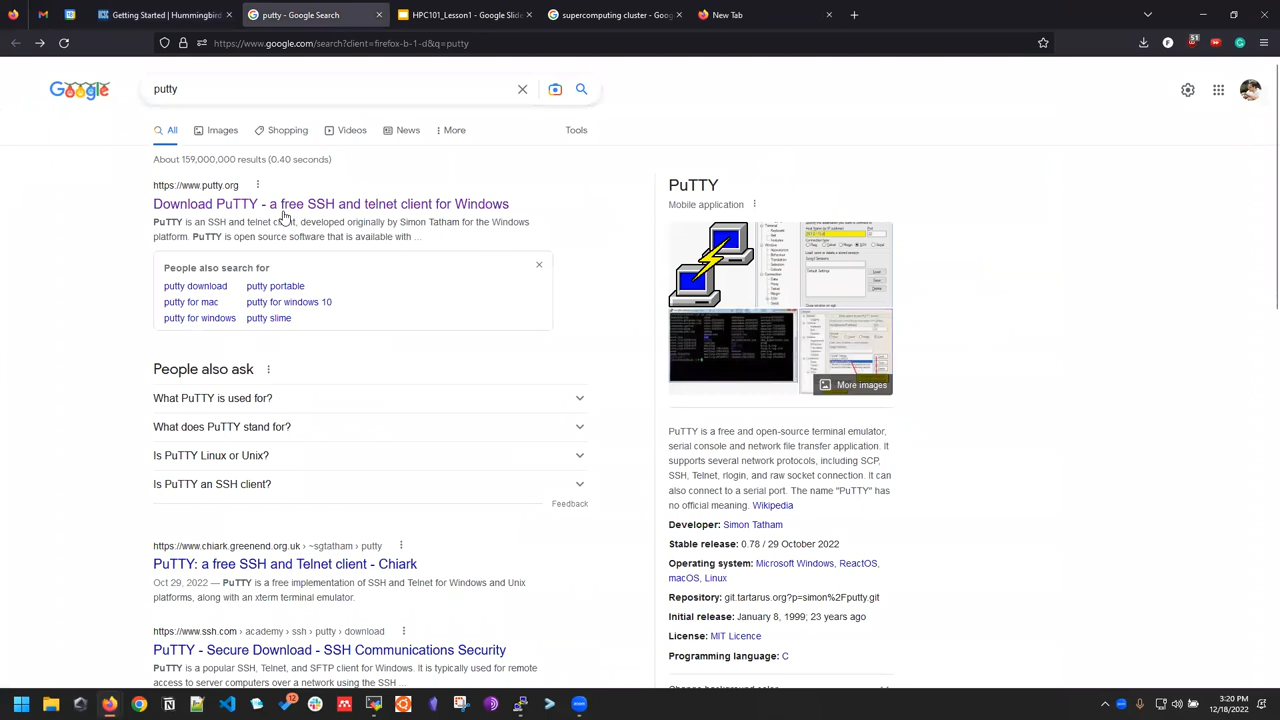 Getting Started | Hummingbird
putty - Google Search
HPC101_Lesson1 - Google Slides
supercomputing cluster - Goog
New Tab
https://www.google.com/search?client=firefox-b-1-d&q=putty
51
Google
putty
All
Images
Shopping
Videos
News
More
Tools
About 159,000,000 results (0.40 seconds)
https://www.putty.org
Download PuTTY - a free SSH and telnet client for Windows
PuTTY is an SSH and telnet client, developed originally by Simon Tatham for the Windows
platform. PuTTY is open source software that is available with ...
People also search for
putty download
putty portable
putty for mac
putty for windows 10
putty for windows
putty slime
People also ask
What PuTTY is used for?
What does PuTTY stand for?
Is PuTTY Linux or Unix?
Is PuTTY an SSH client?
Feedback
https://www.chiark.greenend.org.uk › ~sgtatham › putty
PuTTY: a free SSH and Telnet client - Chiark
Oct 29, 2022 — PuTTY is a free implementation of SSH and Telnet for Windows and Unix
platforms, along with an xterm terminal emulator.
https://www.ssh.com › academy › ssh › putty › download
PuTTY - Secure Download - SSH Communications Security
PuTTY is a popular SSH, Telnet, and SFTP client for Windows. It is typically used for remote
access to server computers over a network using the SSH ...
PuTTY
Mobile application
More images
PuTTY is a free and open-source terminal emulator,
serial console and network file transfer application. It
supports several network protocols, including SCP,
SSH, Telnet, rlogin, and raw socket connection. It can
also connect to a serial port. The name "PuTTY" has
no official meaning. Wikipedia
Developer: Simon Tatham
Stable release: 0.78 / 29 October 2022
Operating system: Microsoft Windows, ReactOS,
macOS, Linux
Repository: git.tartarus.org?p=simon%2Fputty.git
Initial release: January 8, 1999; 23 years ago
License: MIT Licence
Programming language: C
12
3:20 PM
12/18/2022